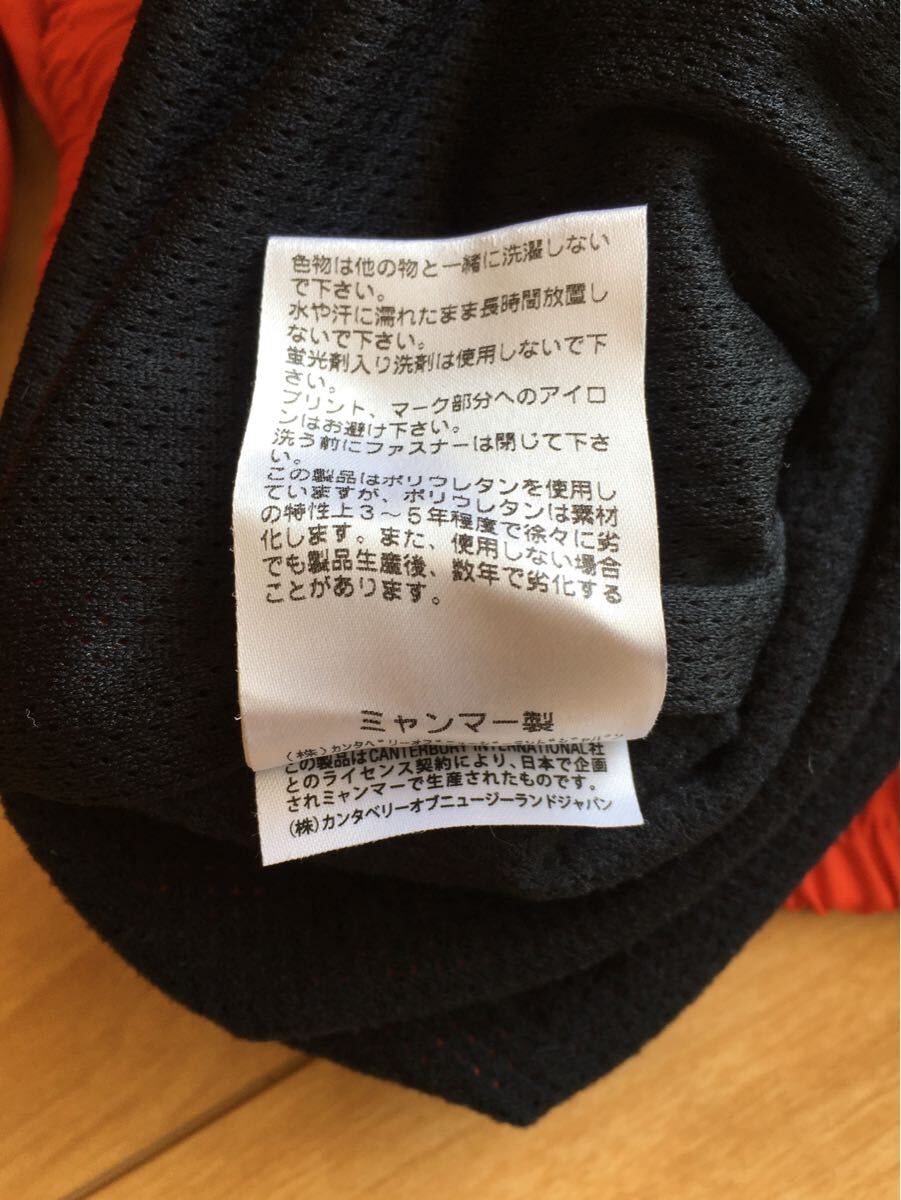 色物は他の物と一緒に洗濯しない
で下さい。
水や汗に濡れたまま長時間放置し
ないで下さい。
蛍光剤入り洗剤は使用しないで下
さい。
プリント、マーク部分へのアイロ
ンはお避け下さい。
洗う前にファスナーは閉じて下さ
い。
この製品はポリウレタンを使用し
ていますが、ポリウレタンは素材
の特性上3～5年程度で徐々に劣
化します。また、使用しない場合
でも製品生産後、数年で劣化する
ことがあります。
ミャンマー製
(株)カンタベリーオブ
この製品はCANTERBURY INTERNATIONAL社
とのライセンス契約により、日本で企画
されミャンマーで生産されたものです。
(株)カンタベリーオブニュージーランドジャパン